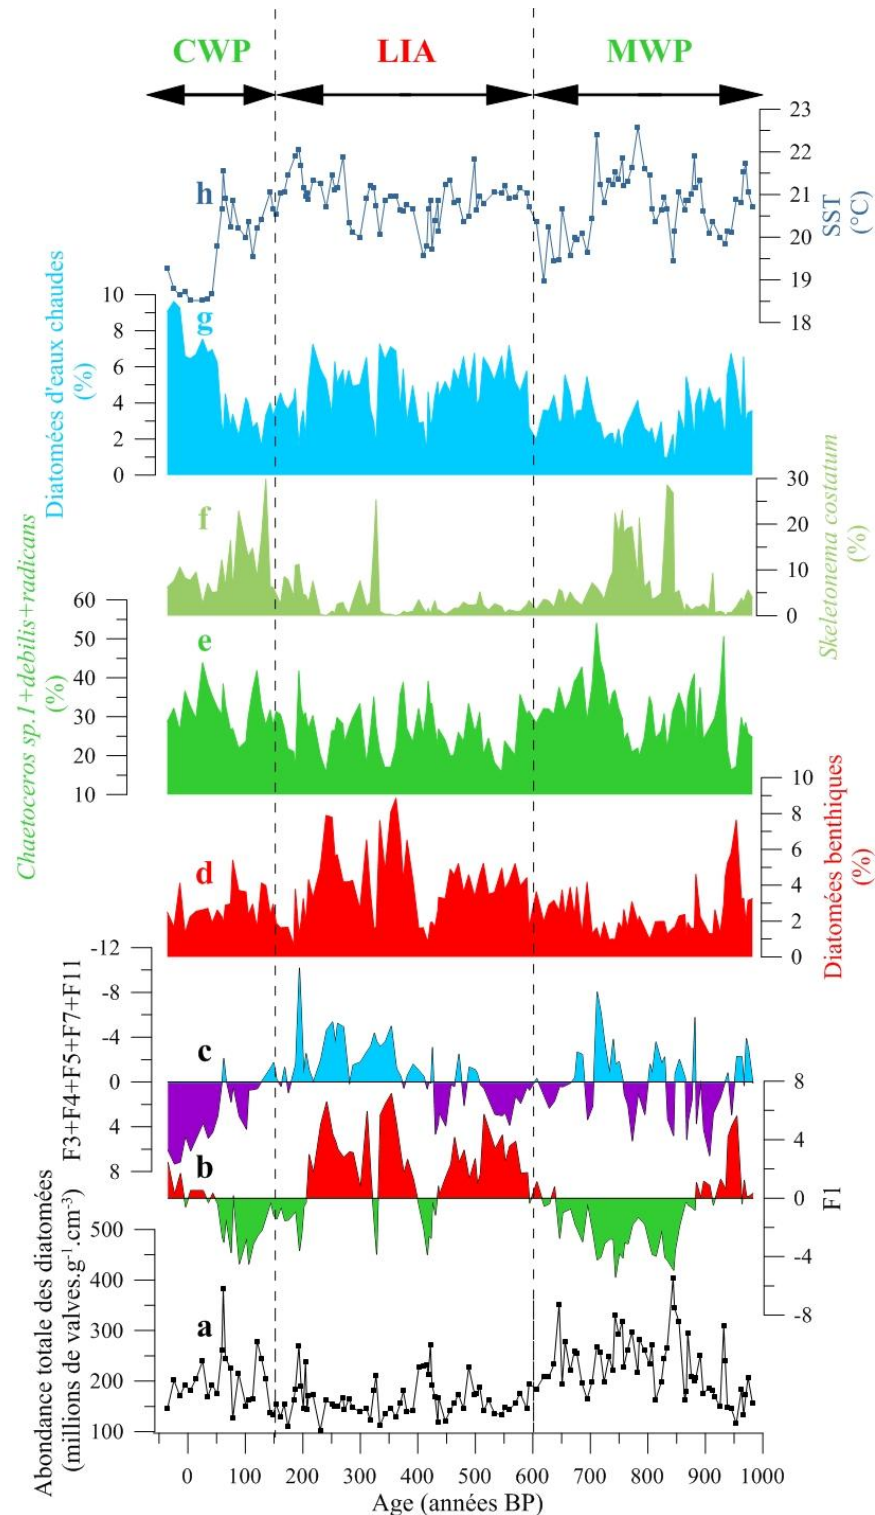 CWP LIA MWP
h
23
22
21
20
19
18
SST
(°C)
g
10
8
6
4
2
0
Diatomées d'eaux chaudes
(%)
f
30
20
10
0
Skeletonema costatum
(%)
e
60
50
40
30
20
10
Chaetoceros sp.1+debilis+radicans
(%)
d
10
8
6
4
2
0
Diatomées benthiques
(%)
c
-12
-8
-4
0
4
8
F3+F4+F5+F7+F11
b
8
4
0
-4
-8
F1
a
500
400
300
200
100
Abondance totale des diatomées
(millions de valves.g⁻¹.cm⁻³)
0 100 200 300 400 500 600 700 800 900 1000
Age (années BP)